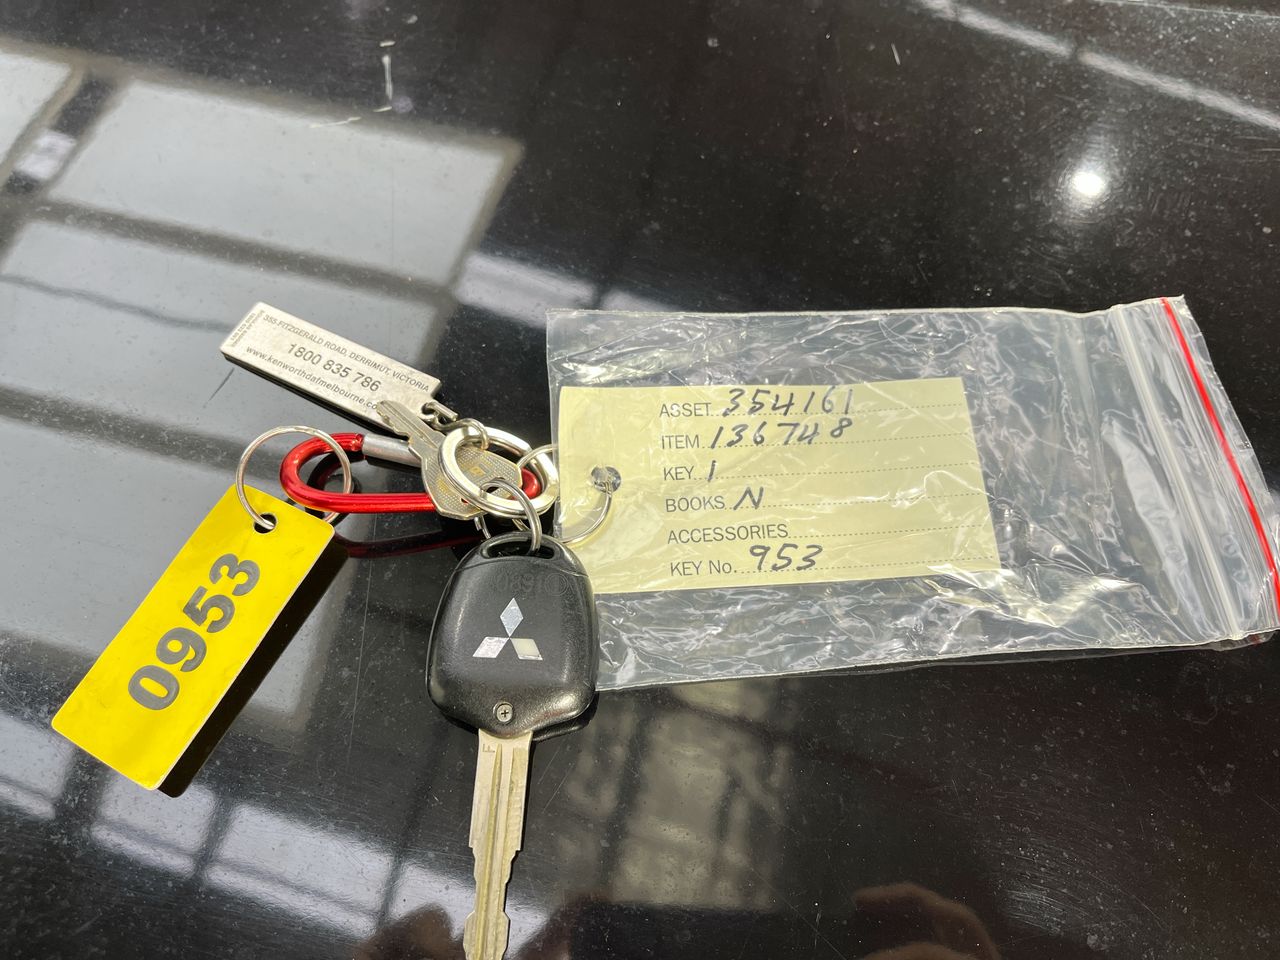 355 FITZGERALD ROAD, DERRIMUT, VICTORIA
1800 835 786
www.kenworthdafmelbourne.co
0953
ASSET 354161
ITEM 136748
KEY 1
BOOKS N
ACCESSORIES
KEY No. 953
F